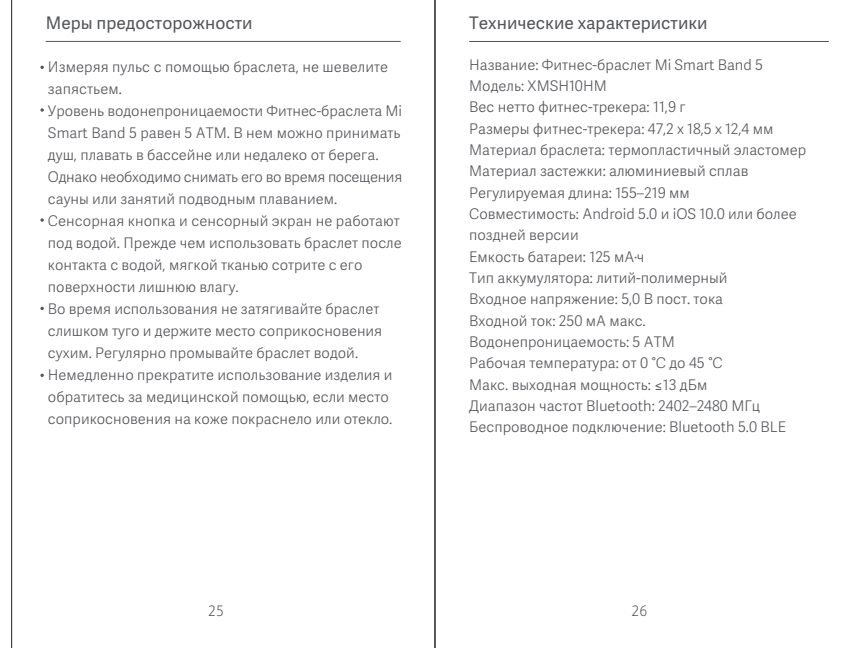 Меры предосторожности
• Измеряя пульс с помощью браслета, не шевелите
запястьем.
• Уровень водонепроницаемости Фитнес-браслета Mi
Smart Band 5 равен 5 АТМ. В нем можно принимать
душ, плавать в бассейне или недалеко от берега.
Однако необходимо снимать его во время посещения
сауны или занятий подводным плаванием.
• Сенсорная кнопка и сенсорный экран не работают
под водой. Прежде чем использовать браслет после
контакта с водой, мягкой тканью сотрите с его
поверхности лишнюю влагу.
• Во время использования не затягивайте браслет
слишком туго и держите место соприкосновения
сухим. Регулярно промывайте браслет водой.
• Немедленно прекратите использование изделия и
обратитесь за медицинской помощью, если место
соприкосновения на коже покраснело или отекло.
25
Технические характеристики
Название: Фитнес-браслет Mi Smart Band 5
Модель: XMSH10HM
Вес нетто фитнес-трекера: 11,9 г
Размеры фитнес-трекера: 47,2 x 18,5 x 12,4 мм
Материал браслета: термопластичный эластомер
Материал застежки: алюминиевый сплав
Регулируемая длина: 155–219 мм
Совместимость: Android 5.0 и iOS 10.0 или более
поздней версии
Емкость батареи: 125 мА·ч
Тип аккумулятора: литий-полимерный
Входное напряжение: 5,0 В пост. тока
Входной ток: 250 мА макс.
Водонепроницаемость: 5 АТМ
Рабочая температура: от 0 °C до 45 °C
Макс. выходная мощность: ≤13 дБм
Диапазон частот Bluetooth: 2402–2480 МГц
Беспроводное подключение: Bluetooth 5.0 BLE
26